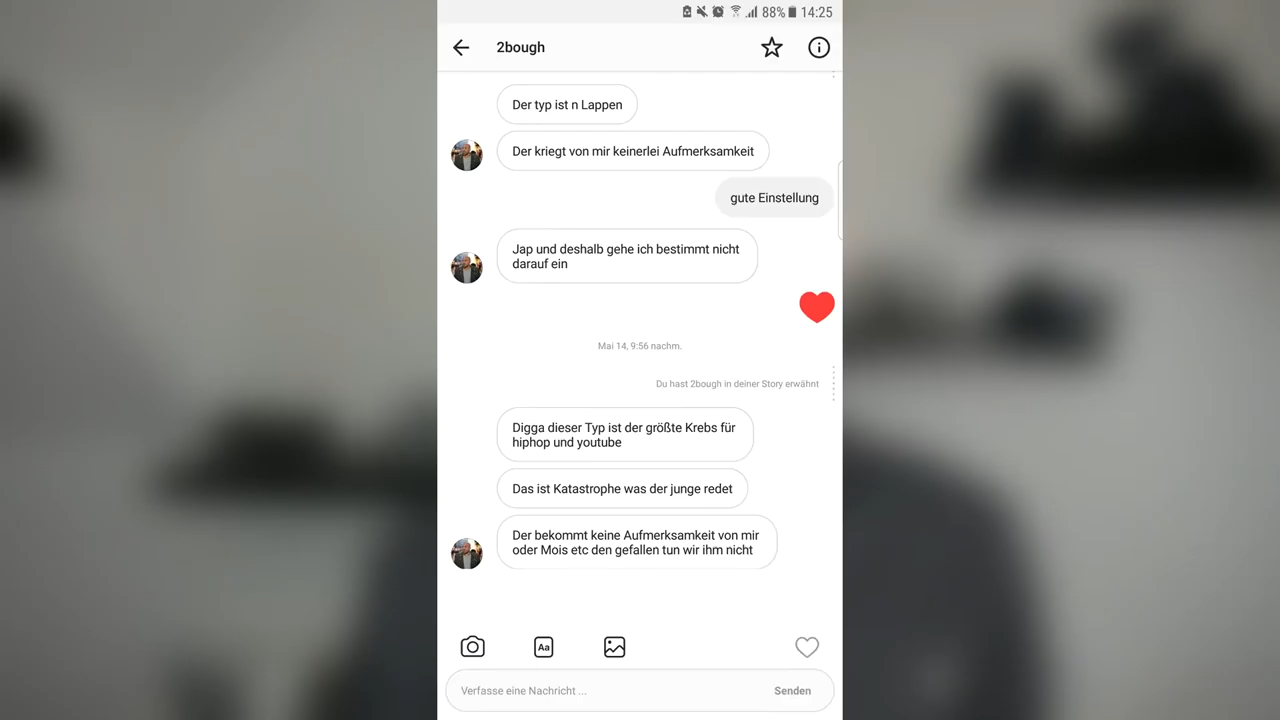 88% 14:25
2bough
Der typ ist n Lappen
Der kriegt von mir keinerlei Aufmerksamkeit
gute Einstellung
Jap und deshalb gehe ich bestimmt nicht
darauf ein
Mai 14, 9:56 nachm.
Du hast 2bough in deiner Story erwähnt
Digga dieser Typ ist der größte Krebs für
hiphop und youtube
Das ist Katastrophe was der junge redet
Der bekommt keine Aufmerksamkeit von mir
oder Mois etc den gefallen tun wir ihm nicht
Aa
Verfasse eine Nachricht ... Senden